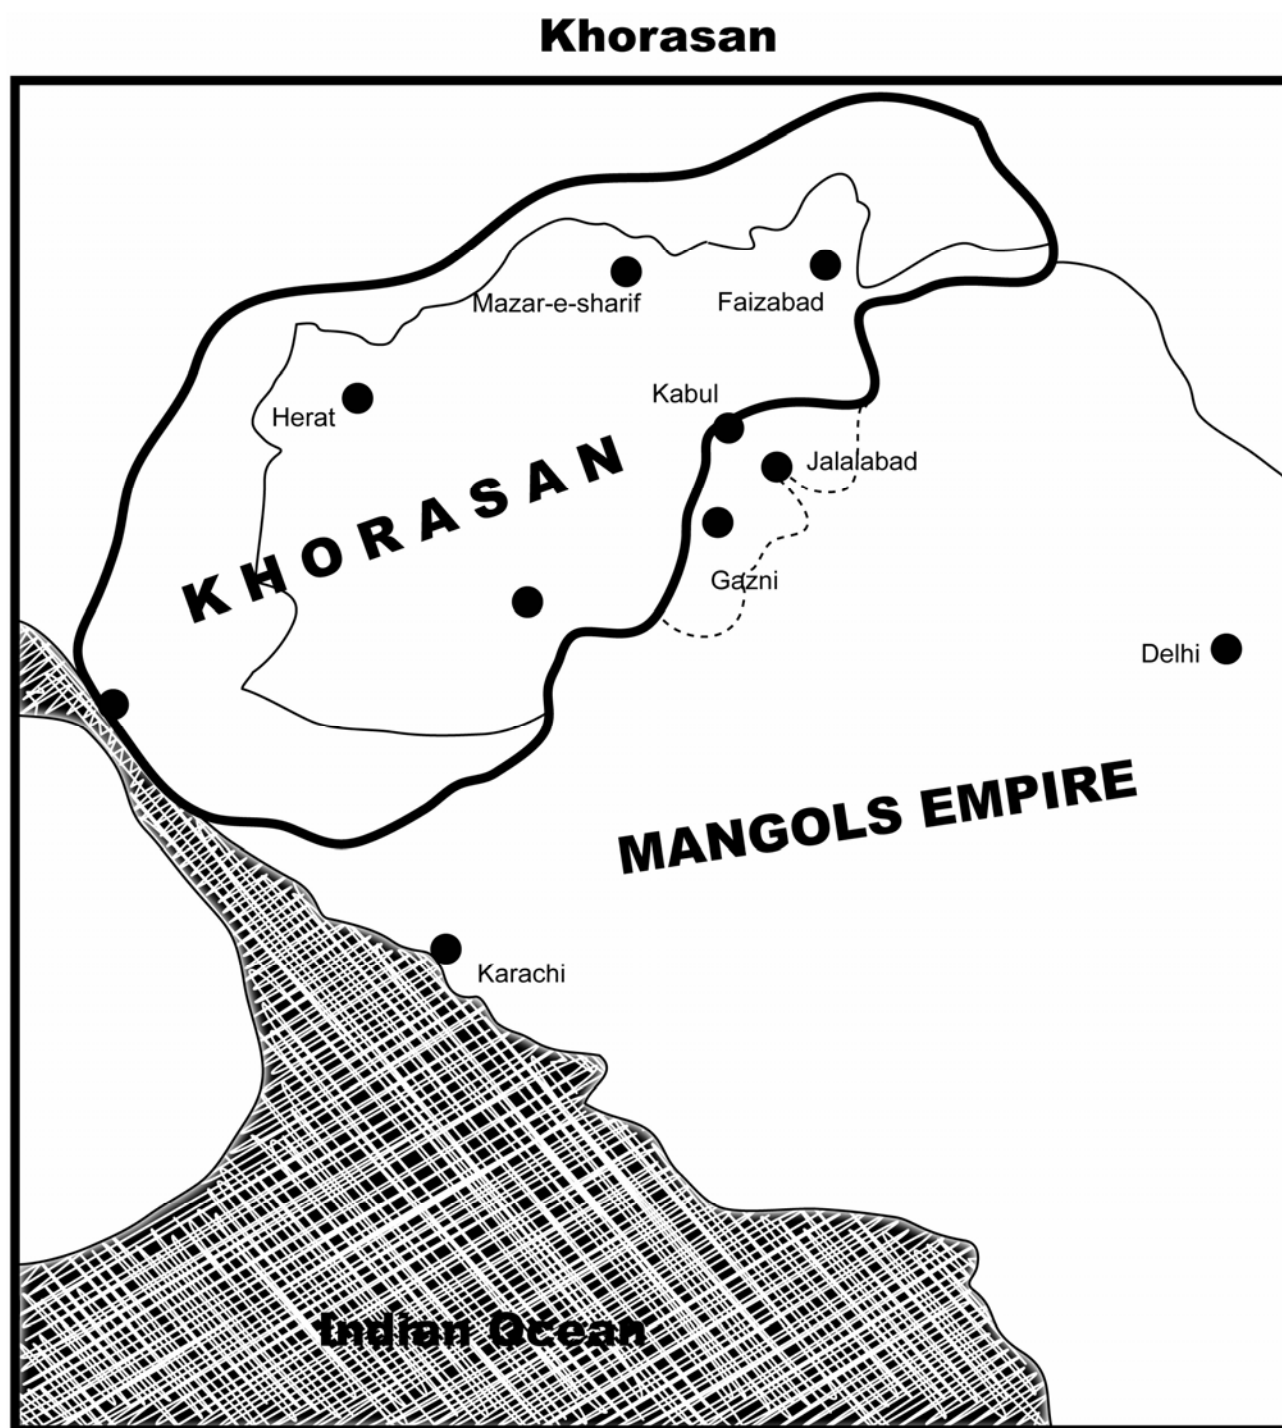 Khorasan
Mazar-e-sharif
Faizabad
Kabul
Herat
Jalalabad
KHORASAN
Gazni
Delhi
MANGOLS EMPIRE
Karachi
Indian Ocean